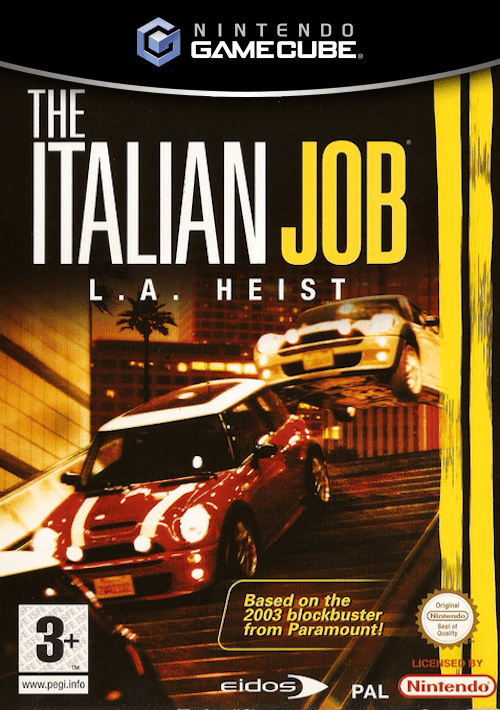 NINTENDO
GAMECUBE
THE
ITALIAN JOB
L.A. HEIST
Based on the
2003 blockbuster
from Paramount!
Original
Nintendo
Seal of
Quality
3+
TM
www.pegi.info
eidos
PAL
LICENSED BY
Nintendo